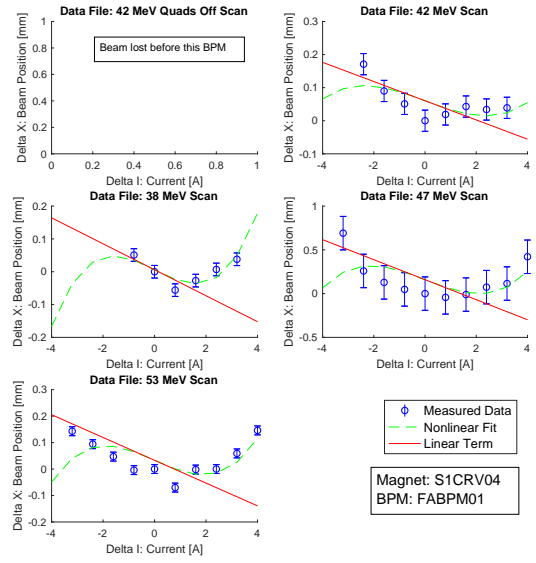 Data File: 42 MeV Quads Off Scan
Delta X: Beam Position [mm]
1
0.8
0.6
0.4
0.2
0
Beam lost before this BPM
0 0.2 0.4 0.6 0.8 1
Delta I: Current [A]
Data File: 42 MeV Scan
Delta X: Beam Position [mm]
0.3
0.2
0.1
0
0.1
-4 -2 0 2 4
Delta I: Current [A]
Data File: 38 MeV Scan
Delta X: Beam Position [mm]
0.2
0.1
0
-0.1
-0.2
-4 -2 0 2 4
Delta I: Current [A]
Data File: 47 MeV Scan
Delta X: Beam Position [mm]
1
0.5
0
-0.5
-4 -2 0 2 4
Delta I: Current [A]
Data File: 53 MeV Scan
Delta X: Beam Position [mm]
0.3
0.2
0.1
0
-0.1
-0.2
-4 -2 0 2 4
Delta I: Current [A]
Measured Data
Nonlinear Fit
Linear Term
Magnet: S1CRV04
BPM: FABPM01